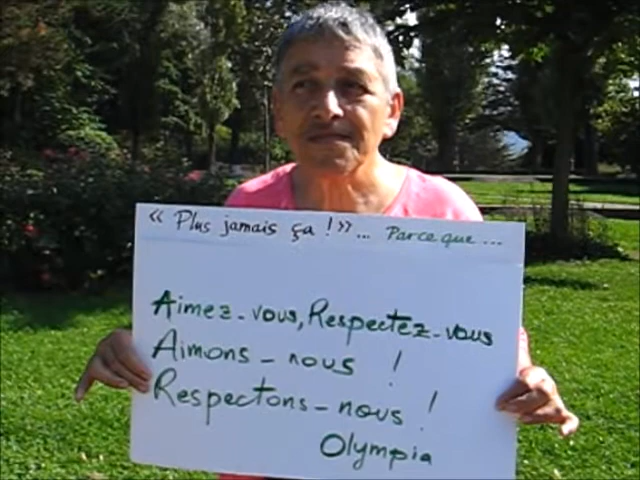 « Plus jamais ça ! »... Parce que ...
Aimez-vous, Respectez-vous
Aimons-nous !
Respectons-nous !
Olympia